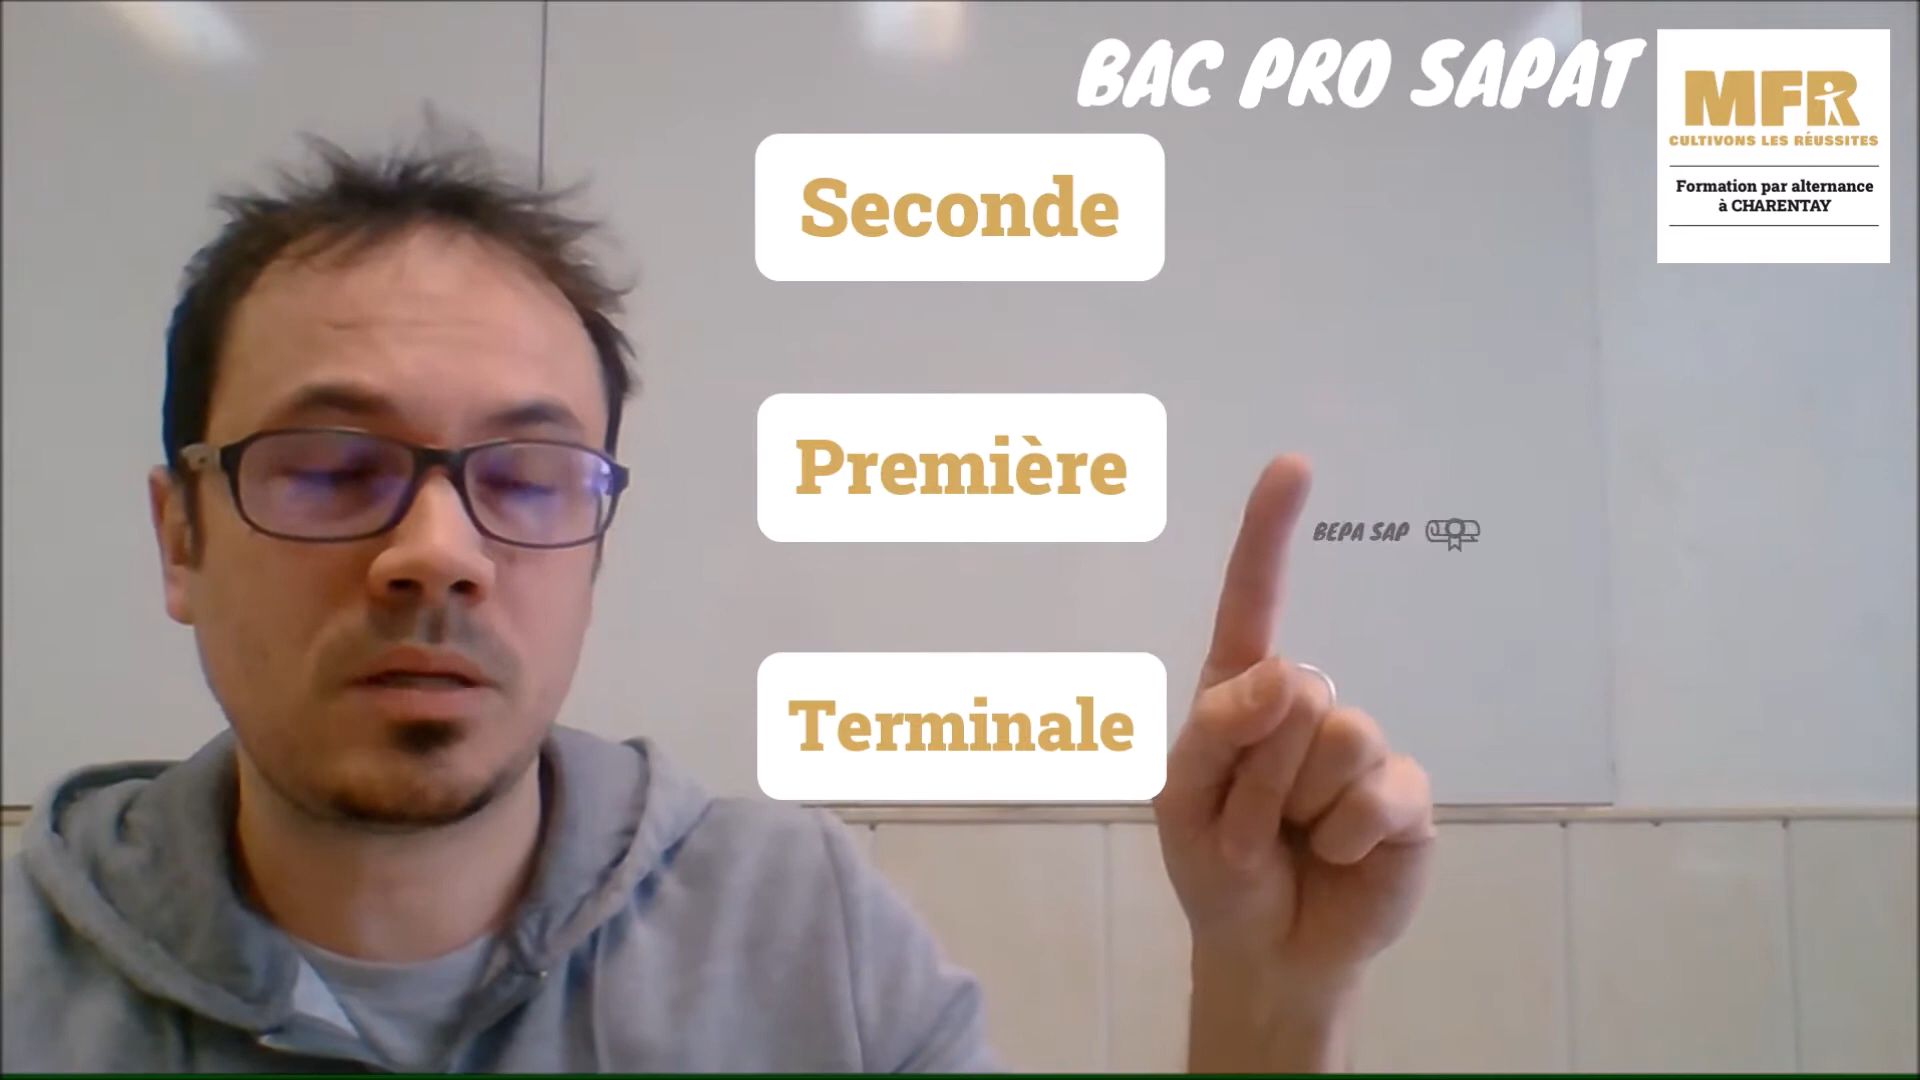 BAC PRO SAPAT
MFR
CULTIVONS LES RÉUSSITES
Formation par alternance
à CHARENTAY
Seconde
Première
BEPA SAP
Terminale